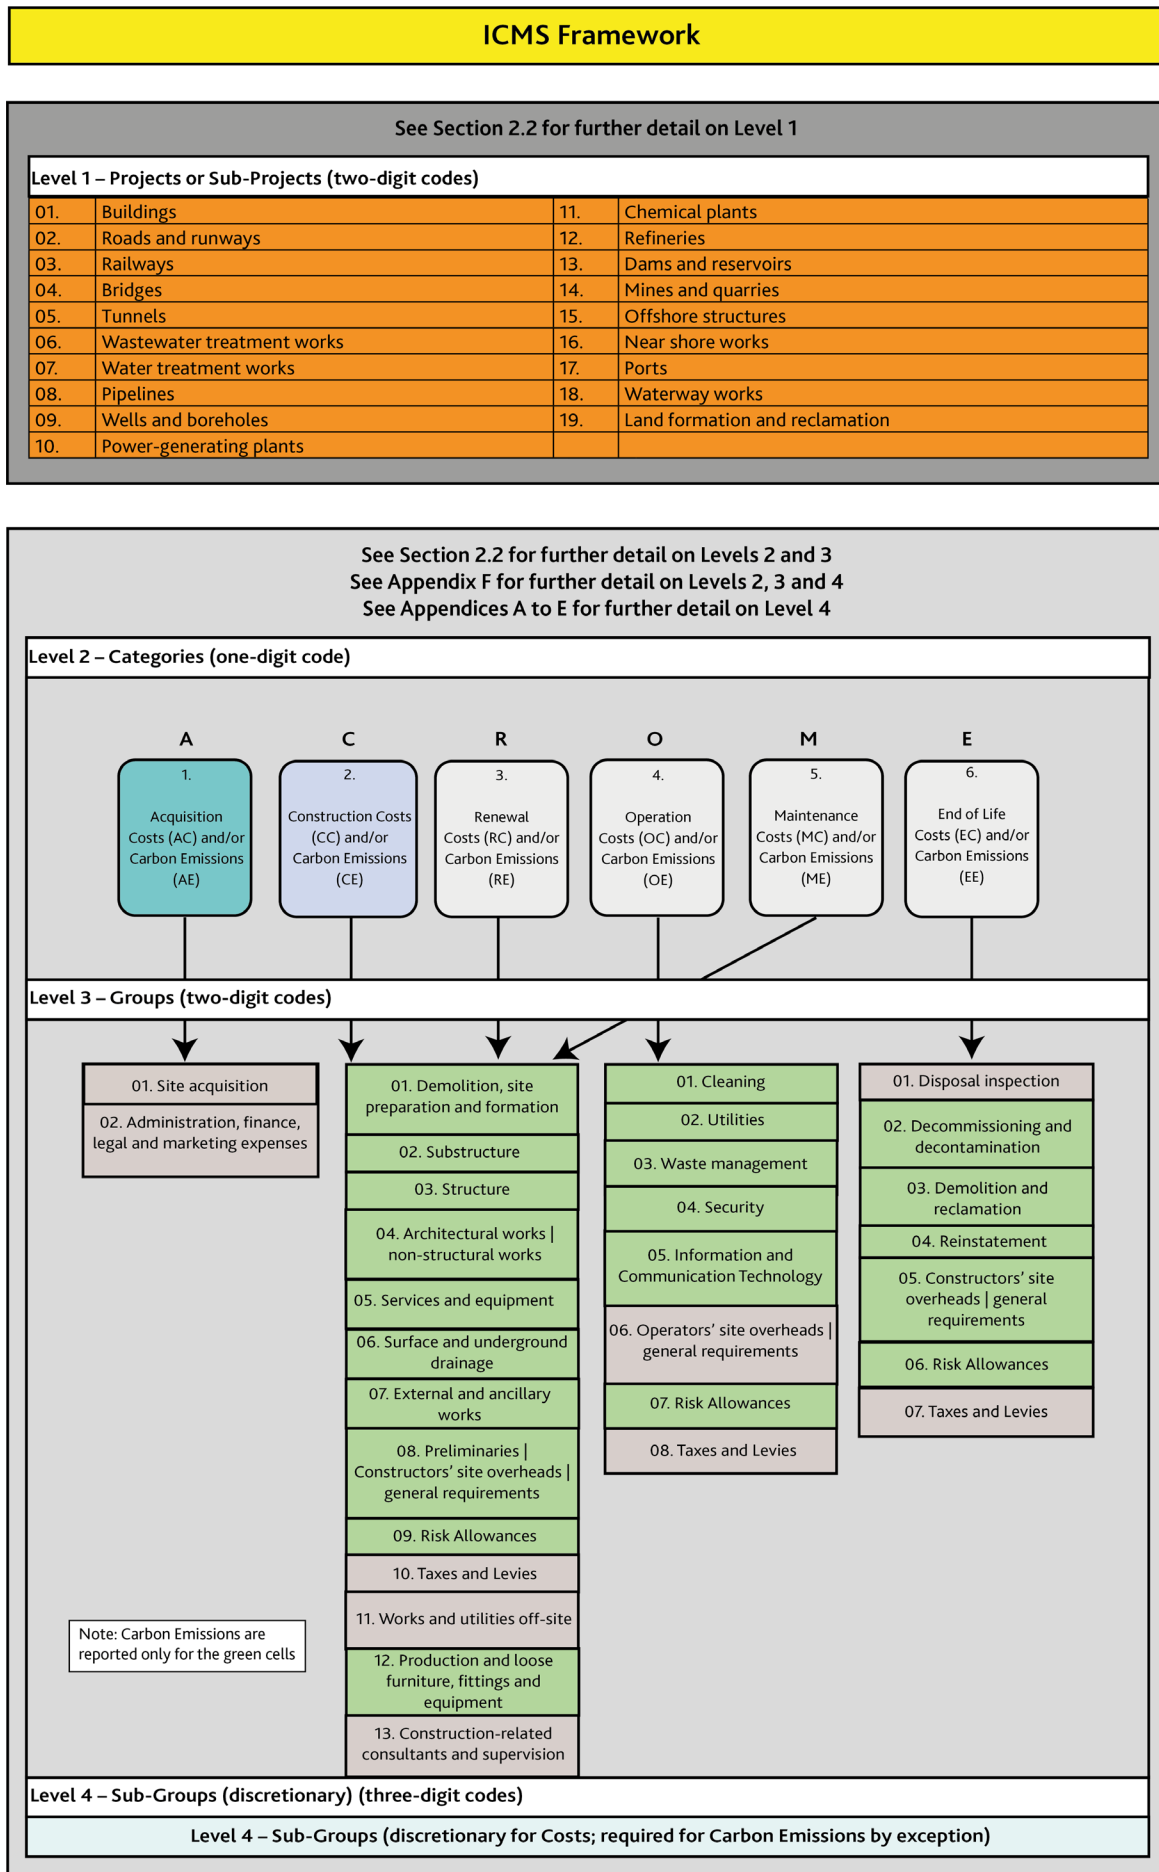 ICMS Framework
See Section 2.2 for further detail on Level 1
Level 1 – Projects or Sub-Projects (two-digit codes)
01. Buildings 11. Chemical plants
02. Roads and runways 12. Refineries
03. Railways 13. Dams and reservoirs
04. Bridges 14. Mines and quarries
05. Tunnels 15. Offshore structures
06. Wastewater treatment works 16. Near shore works
07. Water treatment works 17. Ports
08. Pipelines 18. Waterway works
09. Wells and boreholes 19. Land formation and reclamation
10. Power-generating plants
See Section 2.2 for further detail on Levels 2 and 3
See Appendix F for further detail on Levels 2, 3 and 4
See Appendices A to E for further detail on Level 4
Level 2 – Categories (one-digit code)
A
1.
Acquisition
Costs (AC) and/or
Carbon Emissions
(AE)
C
2.
Construction Costs
(CC) and/or
Carbon Emissions
(CE)
R
3.
Renewal
Costs (RC) and/or
Carbon Emissions
(RE)
O
4.
Operation
Costs (OC) and/or
Carbon Emissions
(OE)
M
5.
Maintenance
Costs (MC) and/or
Carbon Emissions
(ME)
E
6.
End of Life
Costs (EC) and/or
Carbon Emissions
(EE)
Level 3 – Groups (two-digit codes)
01. Site acquisition
02. Administration, finance,
legal and marketing expenses
01. Demolition, site
preparation and formation
02. Substructure
03. Structure
04. Architectural works |
non-structural works
05. Services and equipment
06. Surface and underground
drainage
07. External and ancillary
works
08. Preliminaries |
Constructors’ site overheads |
general requirements
09. Risk Allowances
10. Taxes and Levies
11. Works and utilities off-site
12. Production and loose
furniture, fittings and
equipment
13. Construction-related
consultants and supervision
01. Cleaning
02. Utilities
03. Waste management
04. Security
05. Information and
Communication Technology
06. Operators’ site overheads |
general requirements
07. Risk Allowances
08. Taxes and Levies
01. Disposal inspection
02. Decommissioning and
decontamination
03. Demolition and
reclamation
04. Reinstatement
05. Constructors’ site
overheads | general
requirements
06. Risk Allowances
07. Taxes and Levies
Note: Carbon Emissions are
reported only for the green cells
Level 4 – Sub-Groups (discretionary) (three-digit codes)
Level 4 – Sub-Groups (discretionary for Costs; required for Carbon Emissions by exception)